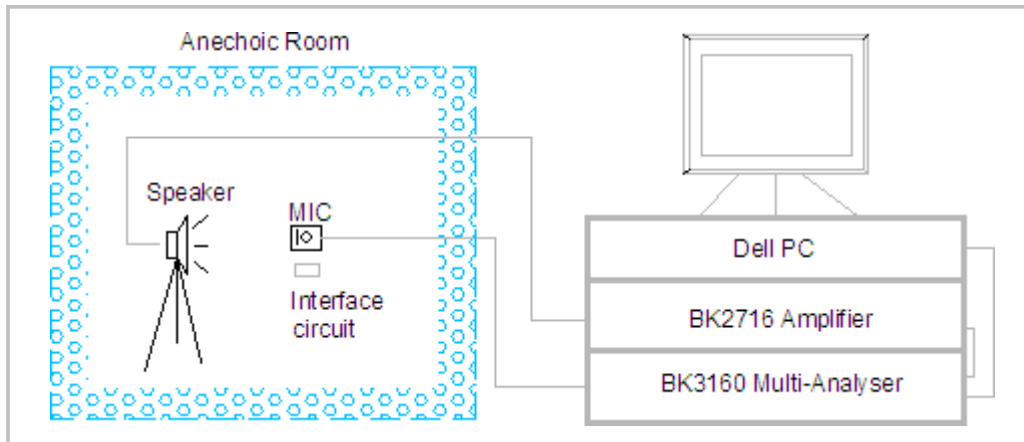 Anechoic Room
Speaker
MIC
Interface
circuit
Dell PC
BK2716 Amplifier
BK3160 Multi-Analyser